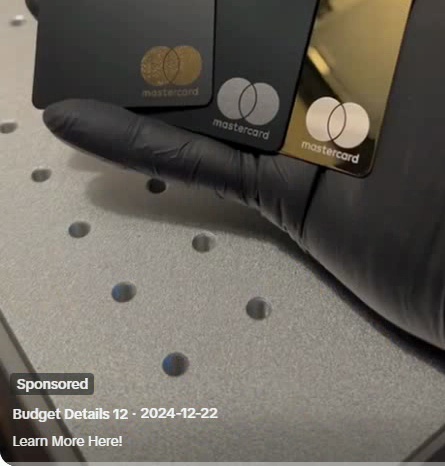 mastercard
mastercard
mastercard
Sponsored
Budget Details 12 · 2024-12-22
Learn More Here!